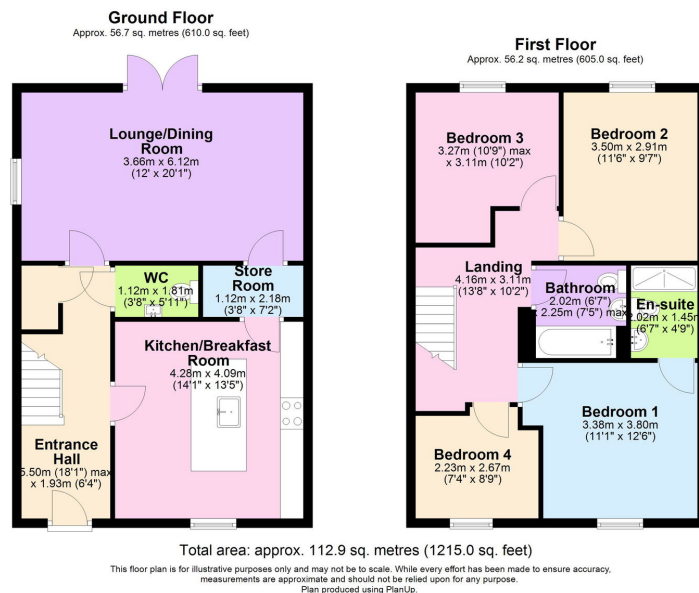 Ground Floor
Approx. 56.7 sq. metres (610.0 sq. feet)
Lounge/Dining
Room
3.66m x 6.12m
(12' x 20'1")
WC
1.12m x 1.81m
(3'8" x 5'11")
Store
Room
1.12m x 2.18m
(3'8" x 7'2")
Kitchen/Breakfast
Room
4.28m x 4.09m
(14'1" x 13'5")
Entrance
Hall
5.50m (18'1") max
x 1.93m (6'4")
First Floor
Approx. 56.2 sq. metres (605.0 sq. feet)
Bedroom 3
3.27m (10'9") max
x 3.11m (10'2")
Bedroom 2
3.50m x 2.91m
(11'6" x 9'7")
Landing
4.16m x 3.11m
(13'8" x 10'2")
Bathroom
2.02m (6'7")
x 2.25m (7'5") max
En-suite
2.02m x 1.45m
(6'7" x 4'9")
Bedroom 1
3.38m x 3.80m
(11'1" x 12'6")
Bedroom 4
2.23m x 2.67m
(7'4" x 8'9")
Total area: approx. 112.9 sq. metres (1215.0 sq. feet)
This floor plan is for illustrative purposes only and may not be to scale. While every effort has been made to ensure accuracy,
measurements are approximate and should not be relied upon for any purpose.
Plan produced using PlanUp.